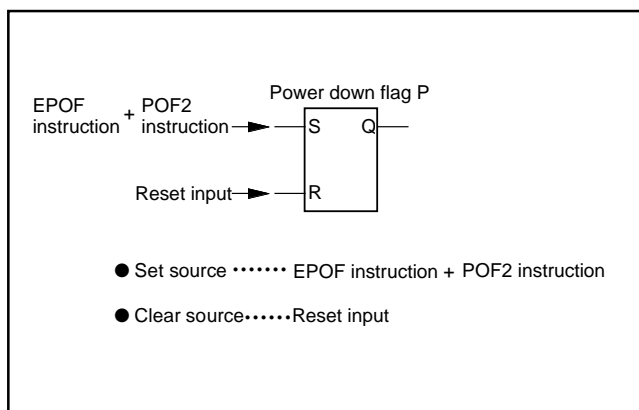 Power down flag P
EPOF instruction + POF2 instruction
S Q
Reset input
R
● Set source ······· EPOF instruction + POF2 instruction
● Clear source ······ Reset input